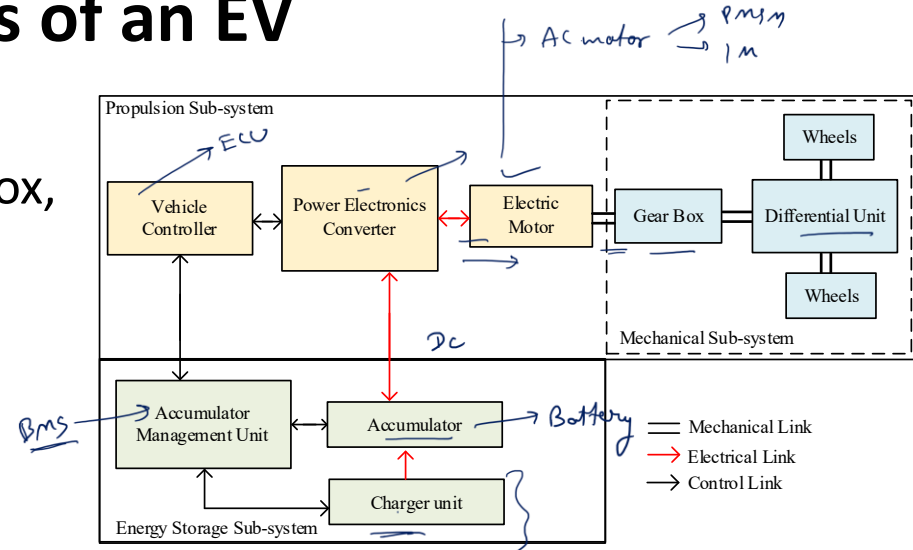 s of an EV
PMSM
AC motor
IM
Propulsion Sub-system
ECU
ox,
Vehicle
Controller
Power Electronics
Converter
Electric
Motor
Gear Box
Differential Unit
Wheels
Wheels
Mechanical Sub-system
DC
BMS
Accumulator
Management Unit
Accumulator
Battery
Charger unit
Energy Storage Sub-system
Mechanical Link
Electrical Link
Control Link